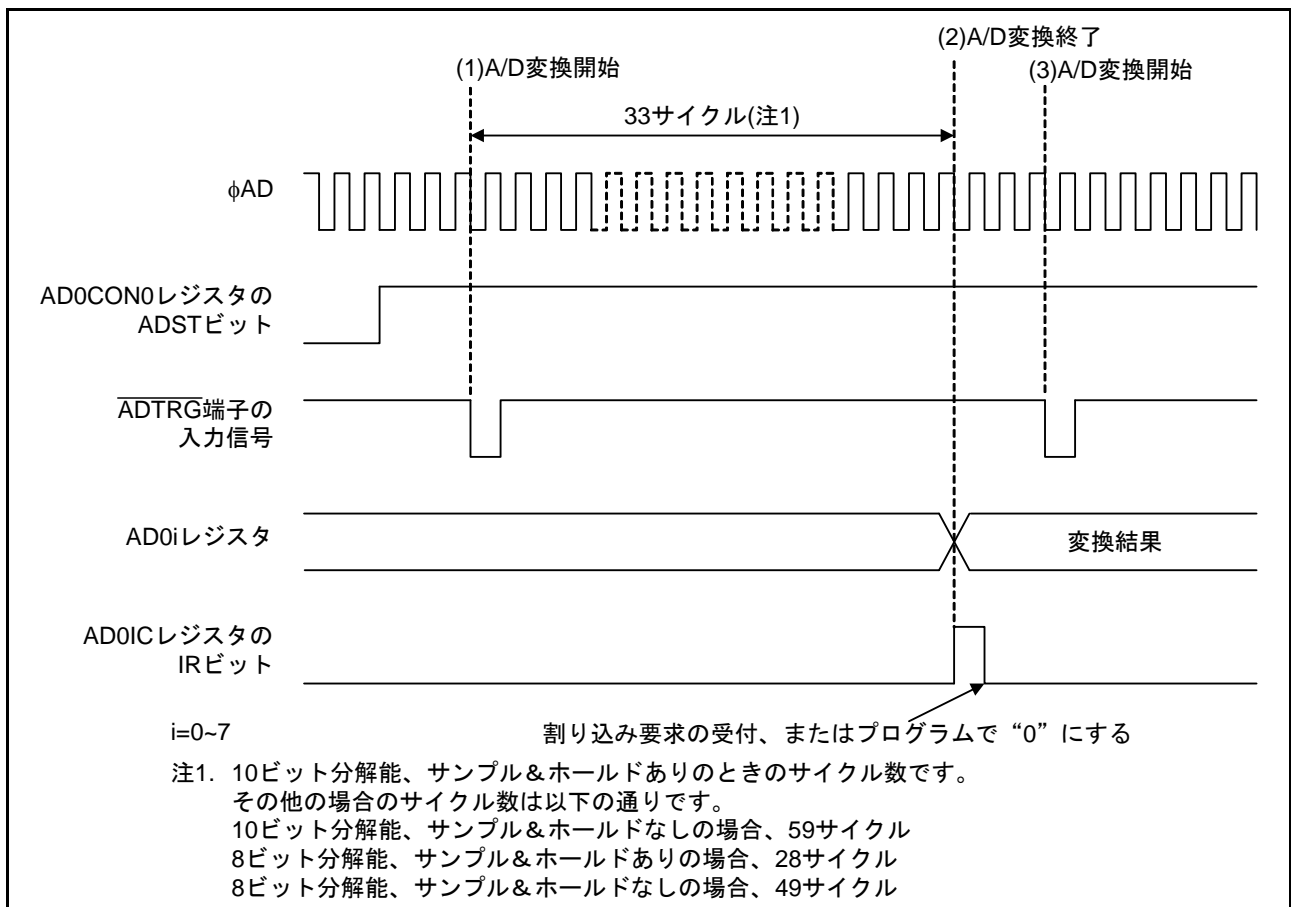 (2)A/D変換終了
(1)A/D変換開始
(3)A/D変換開始
33サイクル(注1)
φAD
AD0CON0レジスタの
ADSTビット
ADTRG端子の
入力信号
AD0iレジスタ
変換結果
AD0ICレジスタの
IRビット
i=0~7
割り込み要求の受付、またはプログラムで“0”にする
注1. 10ビット分解能、サンプル&ホールドありのときのサイクル数です。
その他の場合のサイクル数は以下の通りです。
10ビット分解能、サンプル&ホールドなしの場合、59サイクル
8ビット分解能、サンプル&ホールドありの場合、28サイクル
8ビット分解能、サンプル&ホールドなしの場合、49サイクル